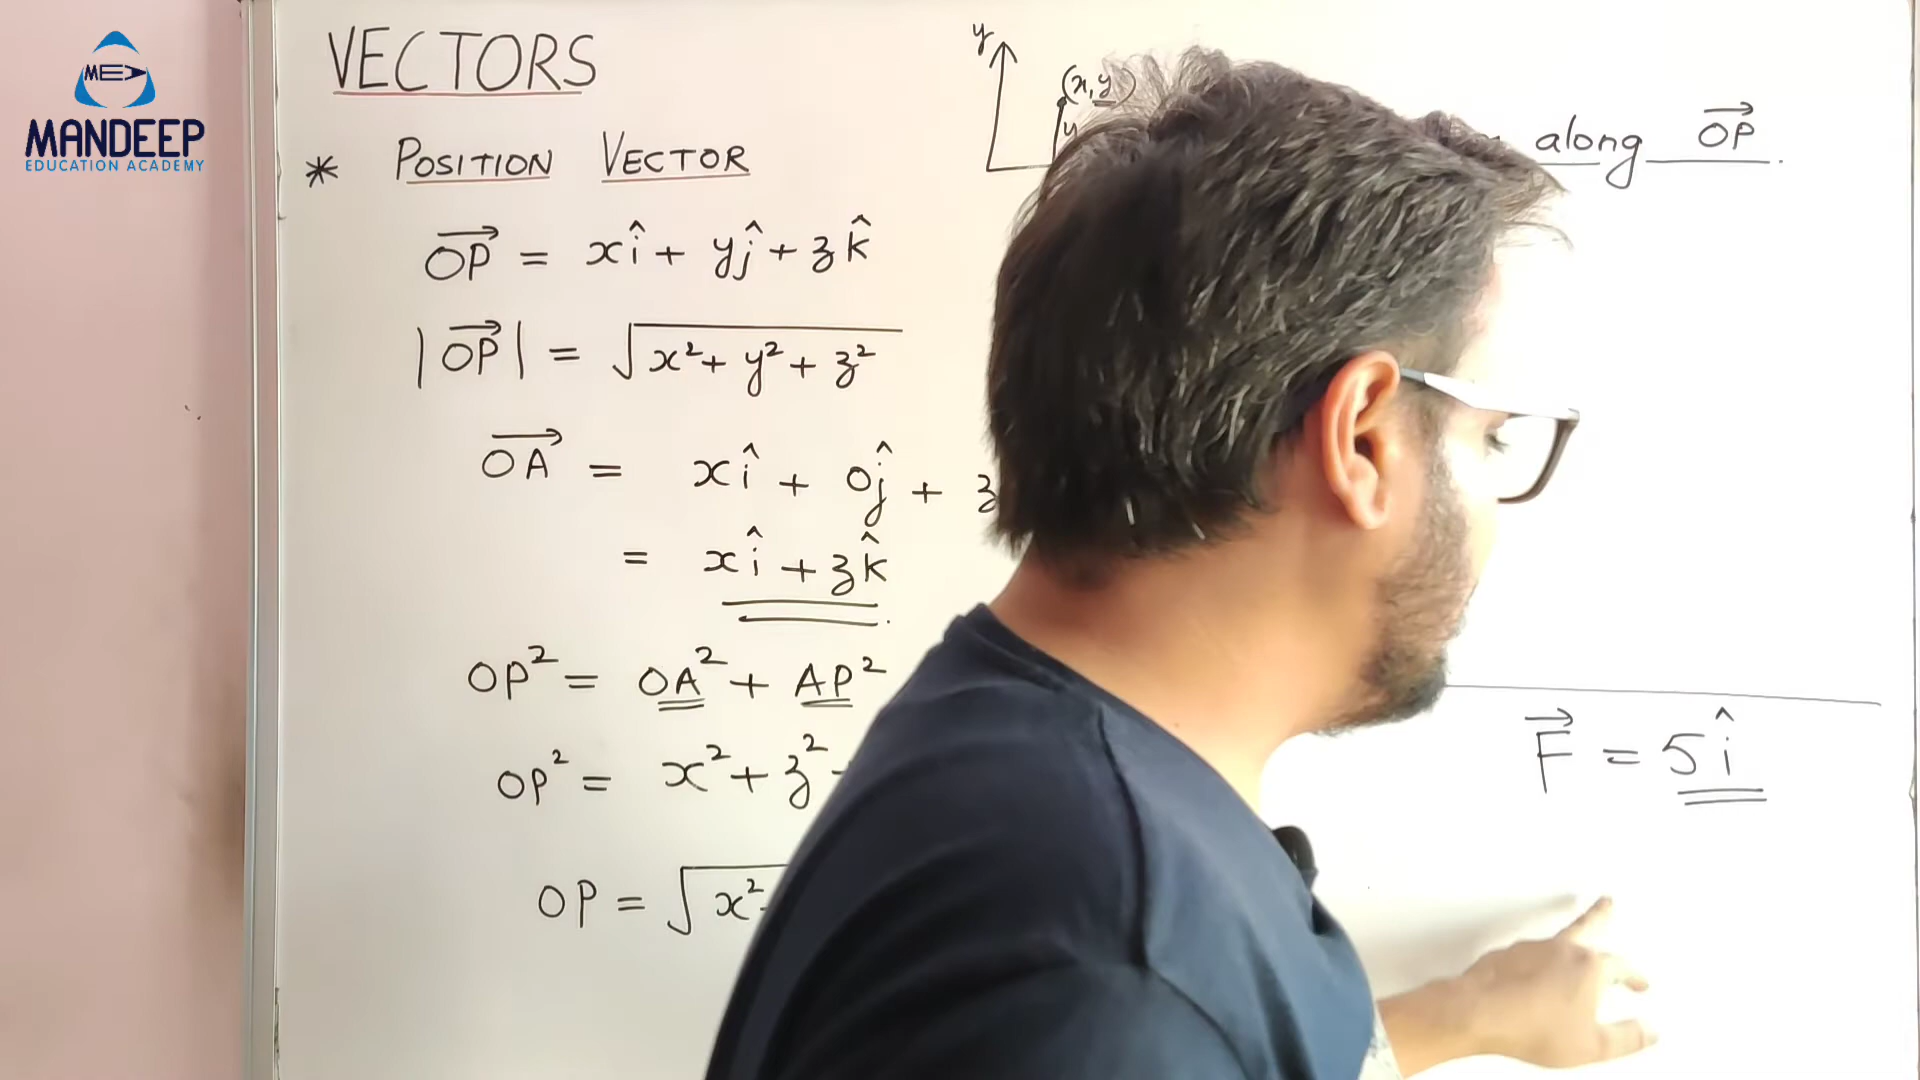 MED
MANDEEP
EDUCATION ACADEMY
VECTORS
* POSITION VECTOR
OP→ = xî + yĵ + zk̂
|OP→| = √x² + y² + z²
OA→ = xî + 0ĵ + z
= xî + zk̂
OP² = OA² + AP²
OP² = x² + z²
OP = √x²
y
(x, y)
y
along OP→.
F→ = 5î